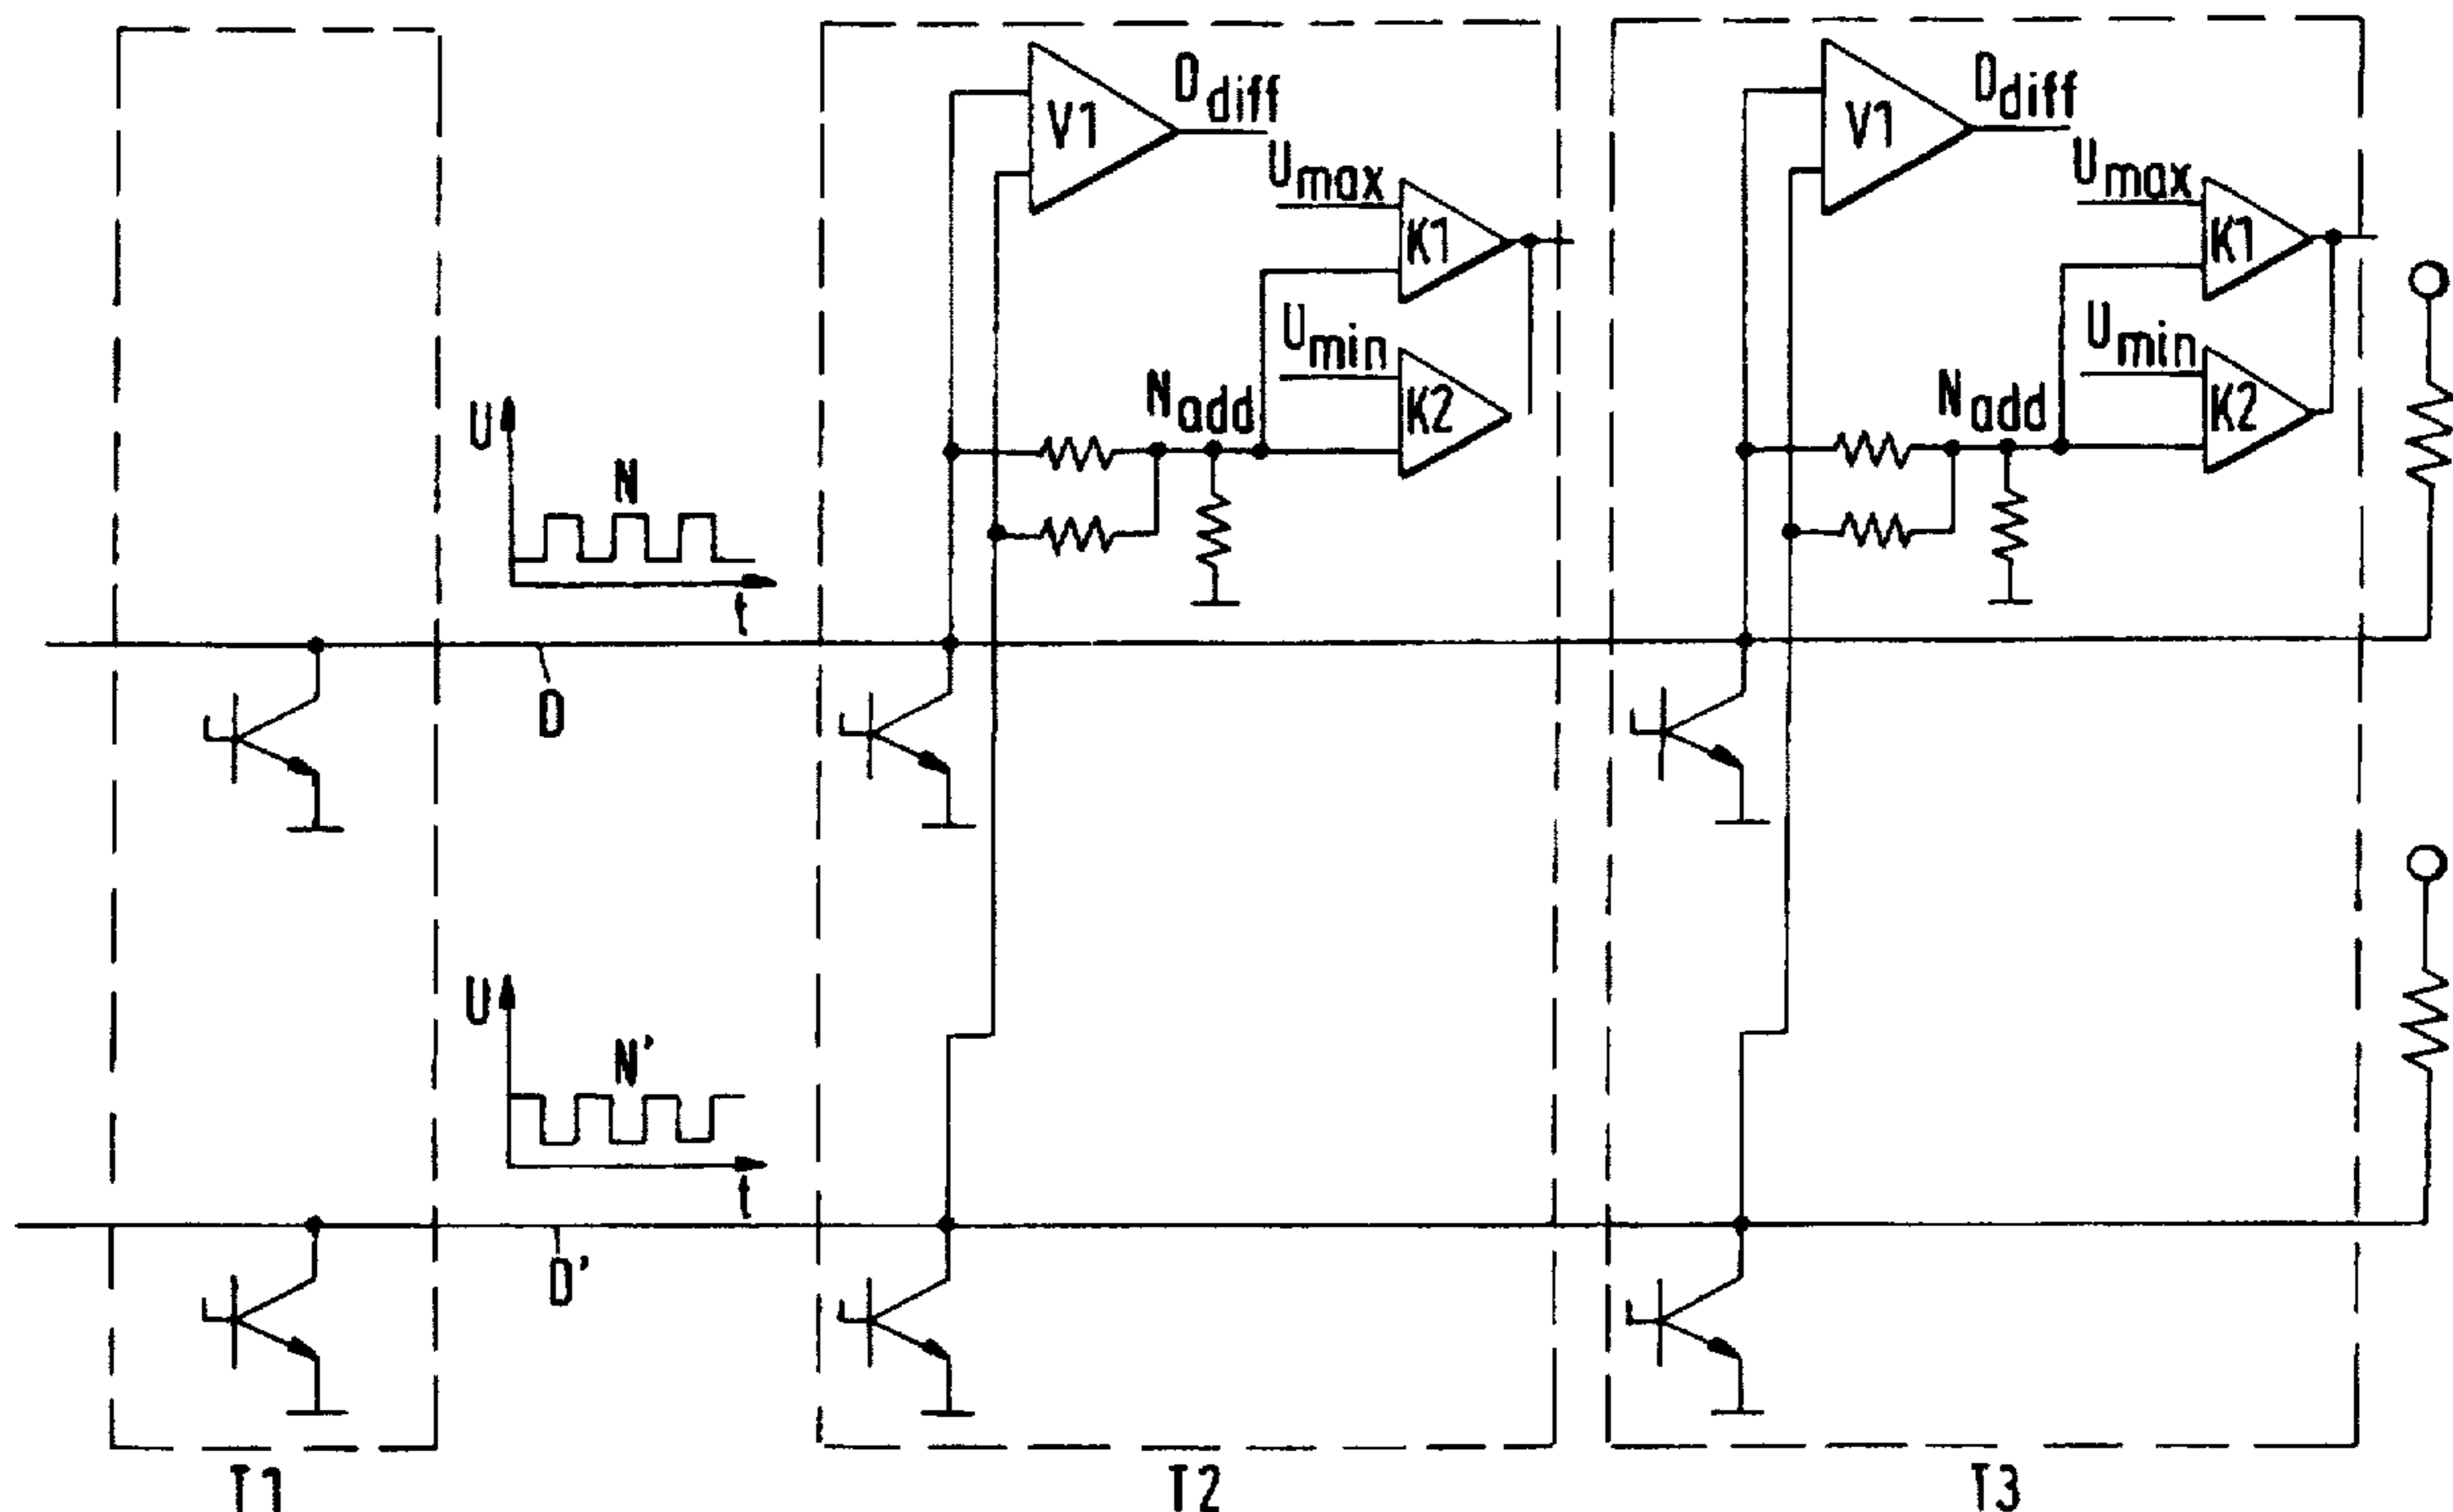 V1
D_diff
U_max
K1
U_min
K2
N_add
V1
D_diff
U_max
K1
U_min
K2
N_add
U
N
t
D
U
N'
t
D'
T1
T2
T3